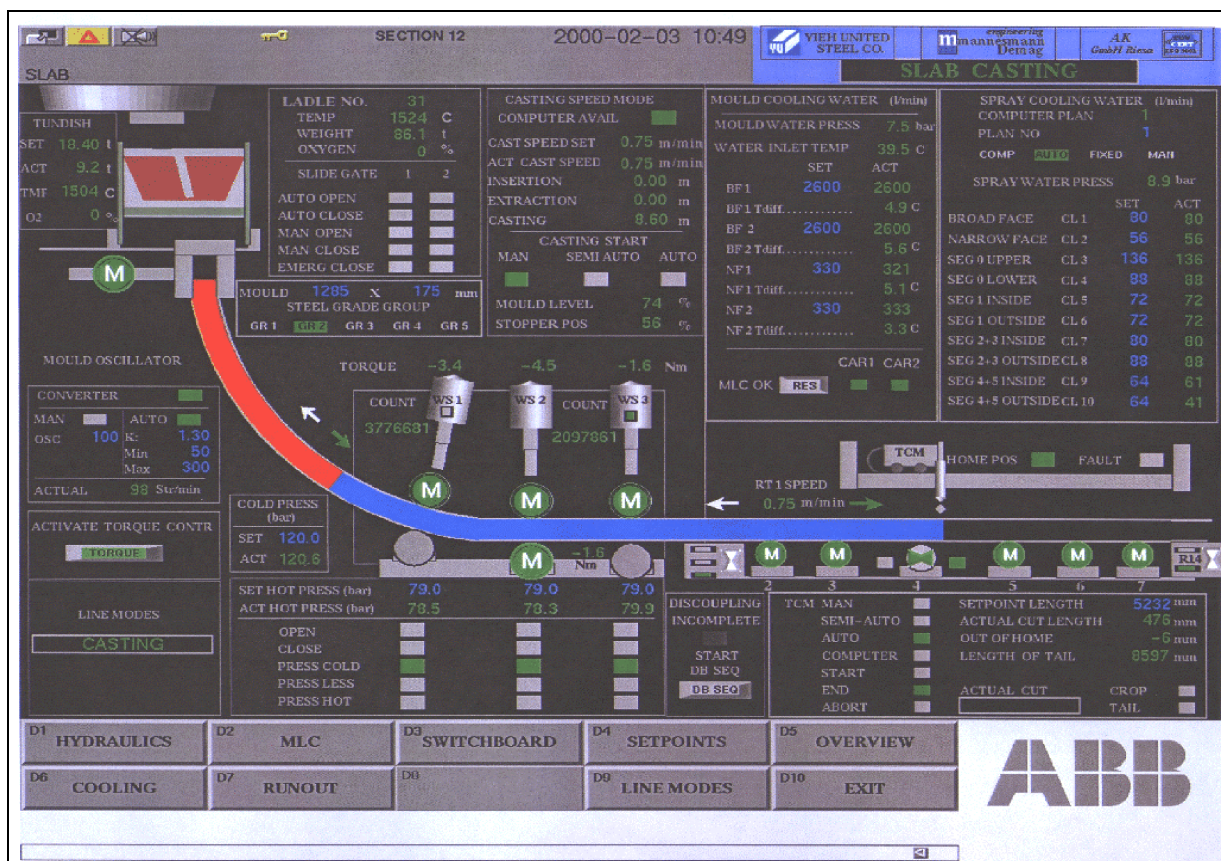 SECTION 12
2000-02-03 10:49
YU
YIEH UNITED
STEEL CO.
m
engineering
mannesmann
Demag
AK
GmbH Riesa
SLAB
SLAB CASTING
TUNDISH
SET 18.40 t
ACT 9.2 t
TMF 1504 C
O2 0 %
LADLE NO. 31
TEMP 1524 C
WEIGHT 86.1 t
OXYGEN 0 %
SLIDE GATE 1 2
AUTO OPEN
AUTO CLOSE
MAN OPEN
MAN CLOSE
EMERG CLOSE
MOULD 1285 X 175 mm
STEEL GRADE GROUP
GR 1 GR 2 GR 3 GR 4 GR 5
CASTING SPEED MODE
COMPUTER AVAIL
CAST SPEED SET 0.75 m/min
ACT CAST SPEED 0.75 m/min
INSERTION 0.00 m
EXTRACTION 0.00 m
CASTING 8.60 m
CASTING START
MAN SEMI AUTO AUTO
MOULD LEVEL 74 %
STOPPER POS 56 %
MOULD COOLING WATER (l/min)
MOULD WATER PRESS 7.5 bar
WATER INLET TEMP 39.5 C
SET ACT
BF 1 2600 2600
BF 1 Tdiff............ 4.9 C
BF 2 2600 2600
BF 2 Tdiff............ 5.6 C
NF 1 330 321
NF 1 Tdiff............ 5.1 C
NF 2 330 333
NF 2 Tdiff............ 3.3 C
CAR1 CAR2
MLC OK RES
SPRAY COOLING WATER (l/min)
COMPUTER PLAN 1
PLAN NO 1
COMP AUTO FIXED MAN
SPRAY WATER PRESS 8.9 bar
SET ACT
BROAD FACE CL 1 80 80
NARROW FACE CL 2 56 56
SEG 0 UPPER CL 3 136 136
SEG 0 LOWER CL 4 88 88
SEG 1 INSIDE CL 5 72 72
SEG 1 OUTSIDE CL 6 72 72
SEG 2+3 INSIDE CL 7 80 80
SEG 2+3 OUTSIDE CL 8 88 88
SEG 4+5 INSIDE CL 9 64 61
SEG 4+5 OUTSIDE CL 10 64 41
M
MOULD OSCILLATOR
CONVERTER
MAN AUTO
OSC 100 K: 1.30
Min 50
Max 300
ACTUAL 98 Str/min
ACTIVATE TORQUE CONTR
TORQUE
LINE MODES
CASTING
TORQUE -3.4 -4.5 -1.6 Nm
COUNT WS 1 WS 2 COUNT WS 3
3776681 2097861
M M M
M -1.6
Nm
COLD PRESS
(bar)
SET 120.0
ACT 120.6
TCM
HOME POS FAULT
RT 1 SPEED
0.75 m/min
M M M M M R14
2 3 4 5 6 7
SET HOT PRESS (bar) 79.0 79.0 79.0
ACT HOT PRESS (bar) 78.5 78.3 79.9
OPEN
CLOSE
PRESS COLD
PRESS LESS
PRESS HOT
DISCOUPLING
INCOMPLETE
START
DB SEQ
DB SEQ
TCM MAN
SEMI-AUTO
AUTO
COMPUTER
START
END
ABORT
SETPOINT LENGTH 5232 mm
ACTUAL CUT LENGTH 476 mm
OUT OF HOME -6 mm
LENGTH OF TAIL 8597 mm
ACTUAL CUT CROP
TAIL
D1 HYDRAULICS
D2 MLC
D3 SWITCHBOARD
D4 SETPOINTS
D5 OVERVIEW
D6 COOLING
D7 RUNOUT
D8
D9 LINE MODES
D10 EXIT
ABB